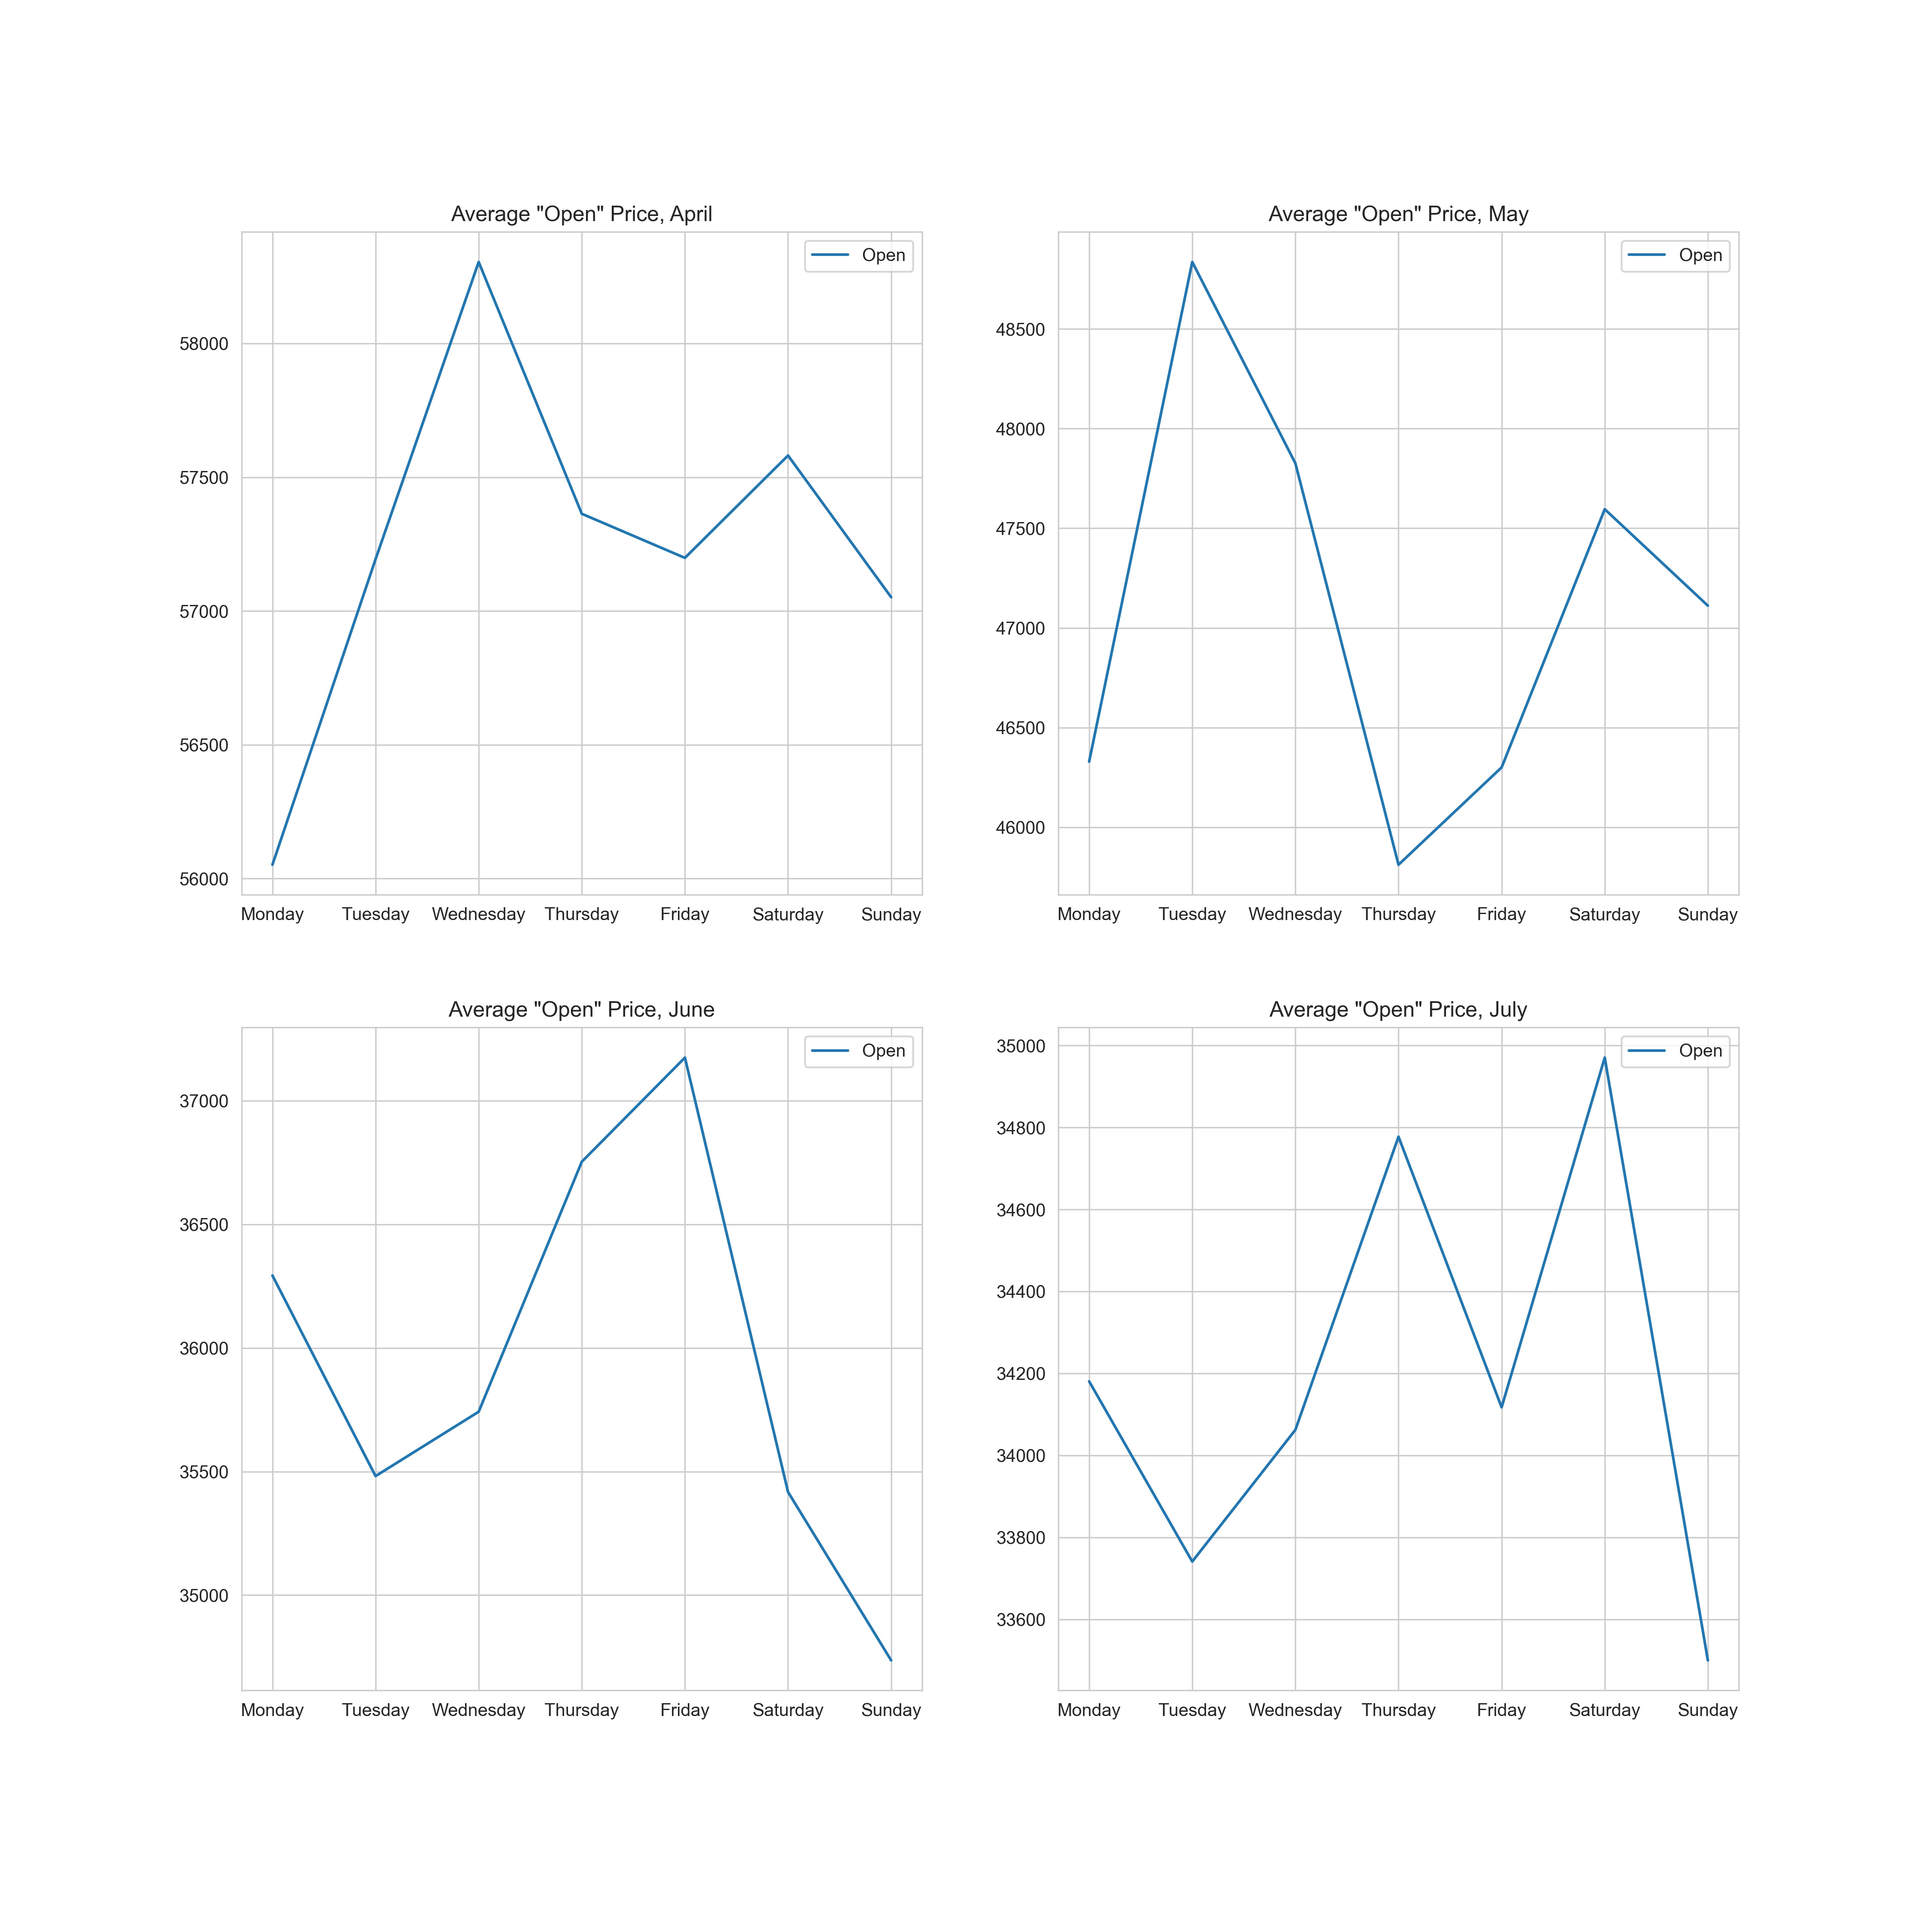 Average "Open" Price, April
Open
58000
57500
57000
56500
56000
Monday Tuesday Wednesday Thursday Friday Saturday Sunday
Average "Open" Price, May
Open
48500
48000
47500
47000
46500
46000
Monday Tuesday Wednesday Thursday Friday Saturday Sunday
Average "Open" Price, June
Open
37000
36500
36000
35500
35000
Monday Tuesday Wednesday Thursday Friday Saturday Sunday
Average "Open" Price, July
Open
35000
34800
34600
34400
34200
34000
33800
33600
Monday Tuesday Wednesday Thursday Friday Saturday Sunday